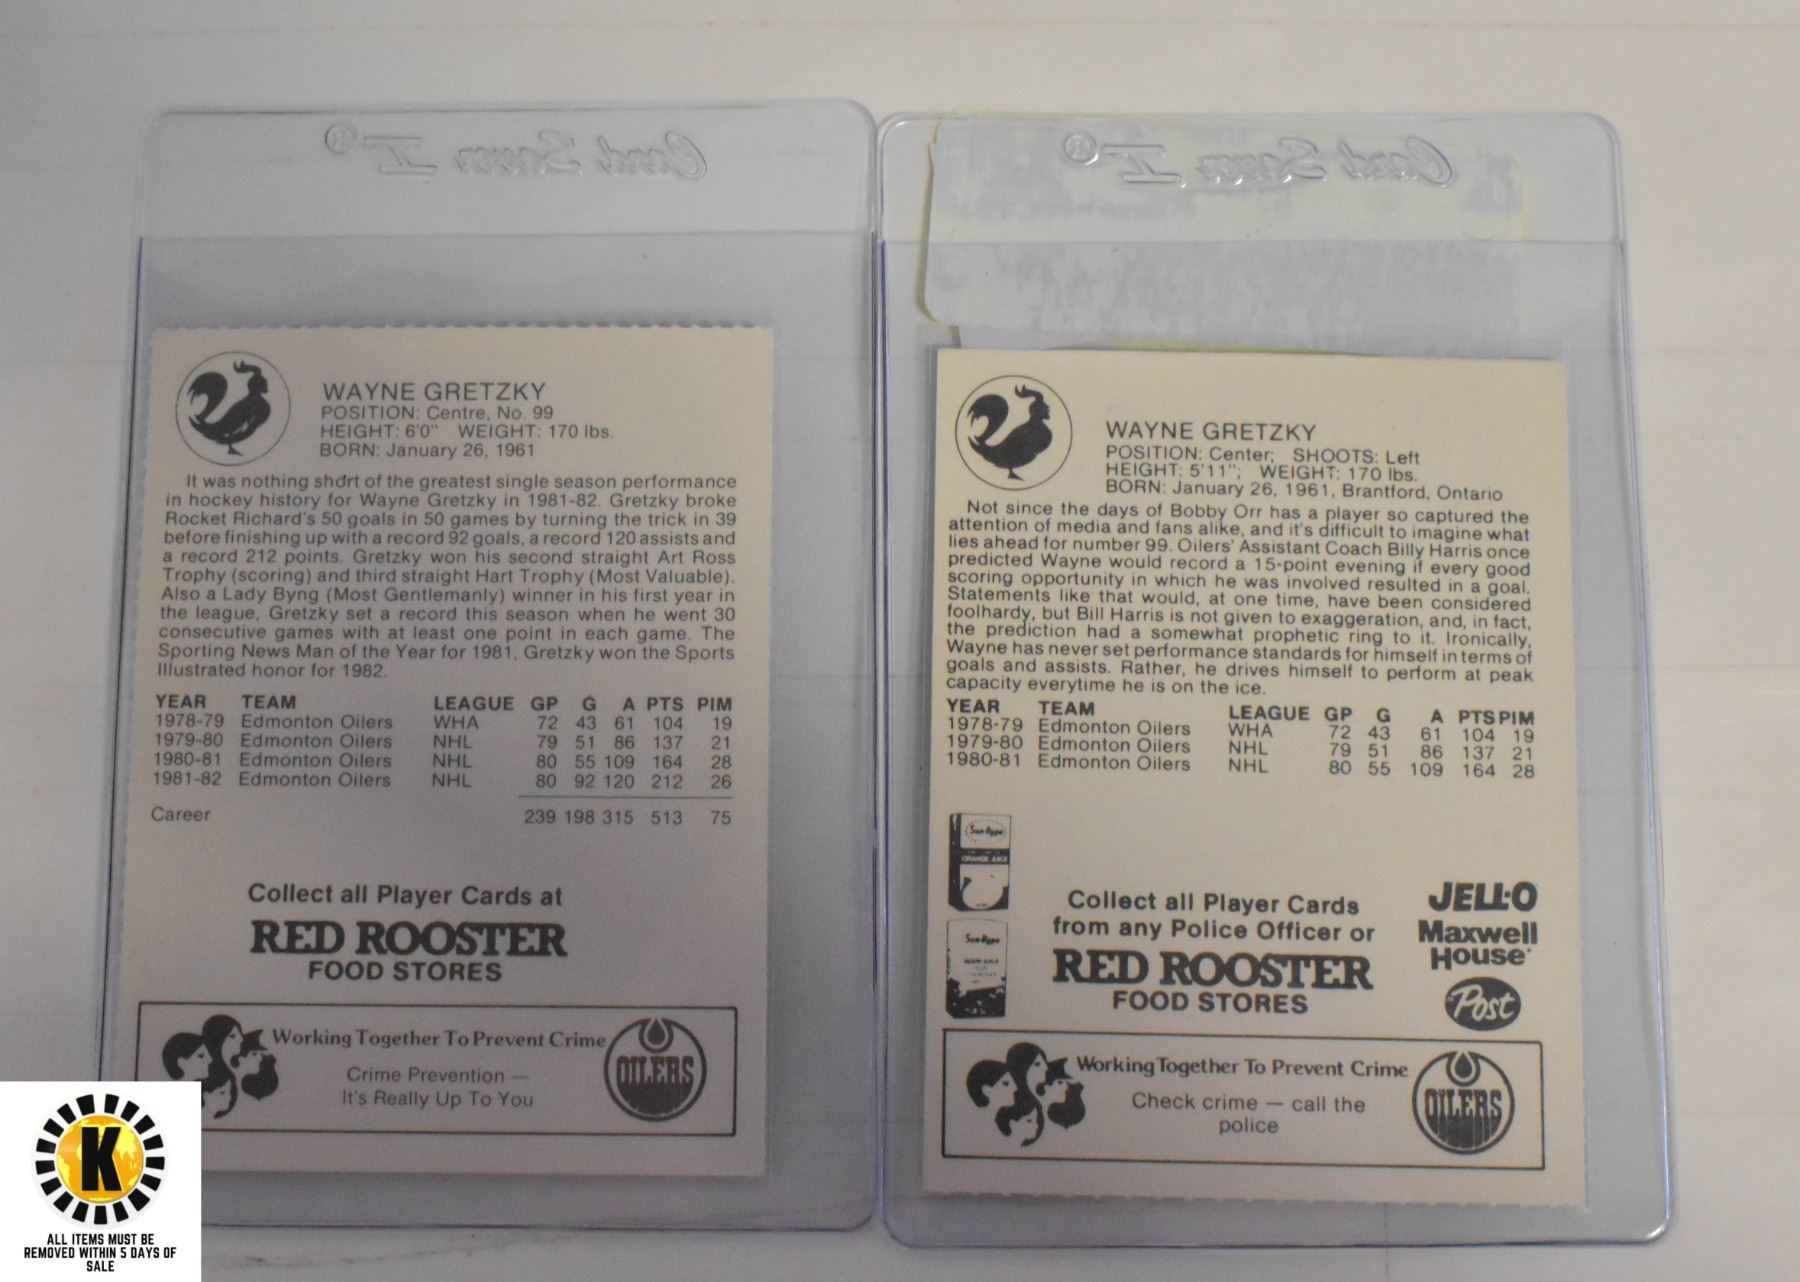 Card Saver II®
WAYNE GRETZKY
POSITION: Centre, No. 99
HEIGHT: 6'0" WEIGHT: 170 lbs.
BORN: January 26, 1961
It was nothing short of the greatest single season performance
in hockey history for Wayne Gretzky in 1981-82. Gretzky broke
Rocket Richard's 50 goals in 50 games by turning the trick in 39
before finishing up with a record 92 goals, a record 120 assists and
a record 212 points. Gretzky won his second straight Art Ross
Trophy (scoring) and third straight Hart Trophy (Most Valuable).
Also a Lady Byng (Most Gentlemanly) winner in his first year in
the league, Gretzky set a record this season when he went 30
consecutive games with at least one point in each game. The
Sporting News Man of the Year for 1981, Gretzky won the Sports
Illustrated honor for 1982.
YEAR TEAM LEAGUE GP G A PTS PIM
1978-79 Edmonton Oilers WHA 72 43 61 104 19
1979-80 Edmonton Oilers NHL 79 51 86 137 21
1980-81 Edmonton Oilers NHL 80 55 109 164 28
1981-82 Edmonton Oilers NHL 80 92 120 212 26
Career 239 198 315 513 75
Collect all Player Cards at
RED ROOSTER
FOOD STORES
Working Together To Prevent Crime
Crime Prevention —
It's Really Up To You
OILERS
Card Saver II®
WAYNE GRETZKY
POSITION: Center; SHOOTS: Left
HEIGHT: 5'11"; WEIGHT: 170 lbs.
BORN: January 26, 1961, Brantford, Ontario
Not since the days of Bobby Orr has a player so captured the
attention of media and fans alike, and it's difficult to imagine what
lies ahead for number 99. Oilers' Assistant Coach Billy Harris once
predicted Wayne would record a 15-point evening if every good
scoring opportunity in which he was involved resulted in a goal.
Statements like that would, at one time, have been considered
foolhardy, but Bill Harris is not given to exaggeration, and, in fact,
the prediction had a somewhat prophetic ring to it. Ironically,
Wayne has never set performance standards for himself in terms of
goals and assists. Rather, he drives himself to perform at peak
capacity everytime he is on the ice.
YEAR TEAM LEAGUE GP G A PTS PIM
1978-79 Edmonton Oilers WHA 72 43 61 104 19
1979-80 Edmonton Oilers NHL 79 51 86 137 21
1980-81 Edmonton Oilers NHL 80 55 109 164 28
Sun-Rype
ORANGE JUICE
Sun-Rype
Collect all Player Cards
from any Police Officer or
RED ROOSTER
FOOD STORES
JELL-O
Maxwell
House
Post
Working Together To Prevent Crime
Check crime — call the
police
OILERS
K
ALL ITEMS MUST BE
REMOVED WITHIN 5 DAYS OF
SALE